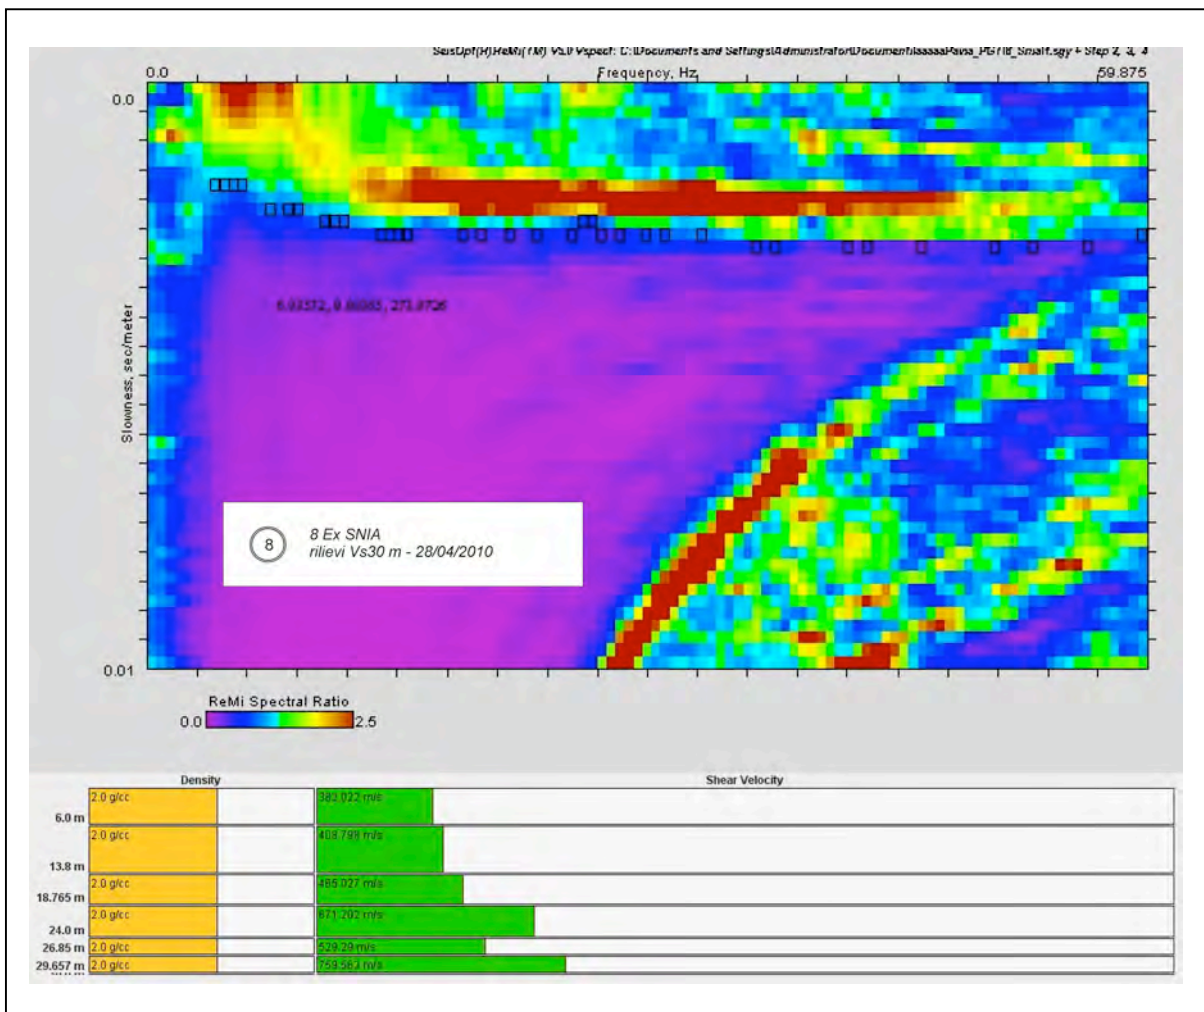 0.0
Frequency, Hz
59.875
0.0
Slowness, sec/meter
0.01
8
8 Ex SNIA
rilievi Vs30 m - 28/04/2010
ReMi Spectral Ratio
0.0
2.5
Density
Shear Velocity
6.0 m
2.0 g/cc
382.022 m/s
13.8 m
2.0 g/cc
408.798 m/s
18.765 m
2.0 g/cc
485.027 m/s
24.0 m
2.0 g/cc
671.202 m/s
26.85 m
2.0 g/cc
529.29 m/s
29.657 m
2.0 g/cc
759.563 m/s